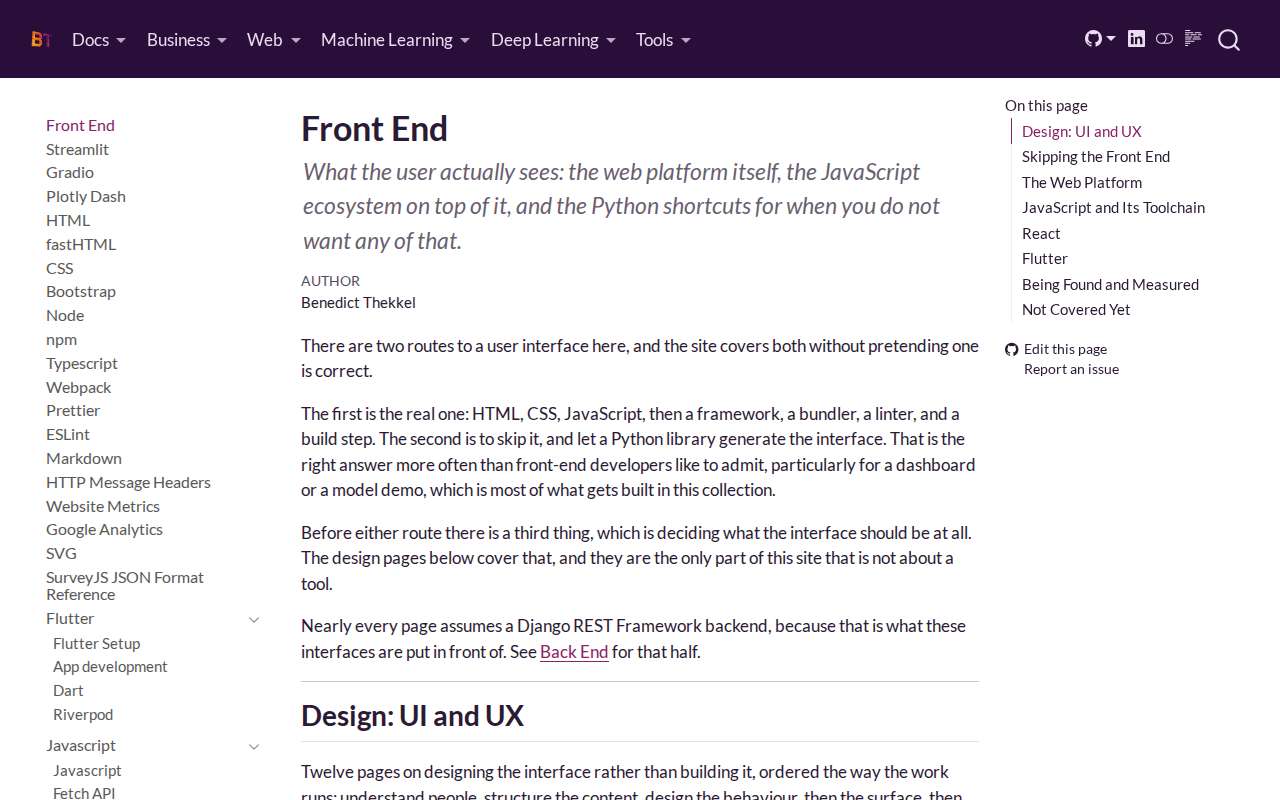 BT Docs Business Web Machine Learning Deep Learning Tools
Front End
Streamlit
Gradio
Plotly Dash
HTML
fastHTML
CSS
Bootstrap
Node
npm
Typescript
Webpack
Prettier
ESLint
Markdown
HTTP Message Headers
Website Metrics
Google Analytics
SVG
SurveyJS JSON Format
Reference
Flutter
Flutter Setup
App development
Dart
Riverpod
Javascript
Javascript
Fetch API
Front End
What the user actually sees: the web platform itself, the JavaScript
ecosystem on top of it, and the Python shortcuts for when you do not
want any of that.
AUTHOR
Benedict Thekkel
There are two routes to a user interface here, and the site covers both without pretending one
is correct.
The first is the real one: HTML, CSS, JavaScript, then a framework, a bundler, a linter, and a
build step. The second is to skip it, and let a Python library generate the interface. That is the
right answer more often than front-end developers like to admit, particularly for a dashboard
or a model demo, which is most of what gets built in this collection.
Before either route there is a third thing, which is deciding what the interface should be at all.
The design pages below cover that, and they are the only part of this site that is not about a
tool.
Nearly every page assumes a Django REST Framework backend, because that is what these
interfaces are put in front of. See Back End for that half.
Design: UI and UX
Twelve pages on designing the interface rather than building it, ordered the way the work
runs: understand people, structure the content, design the behaviour, then the surface, then
On this page
Design: UI and UX
Skipping the Front End
The Web Platform
JavaScript and Its Toolchain
React
Flutter
Being Found and Measured
Not Covered Yet
Edit this page
Report an issue